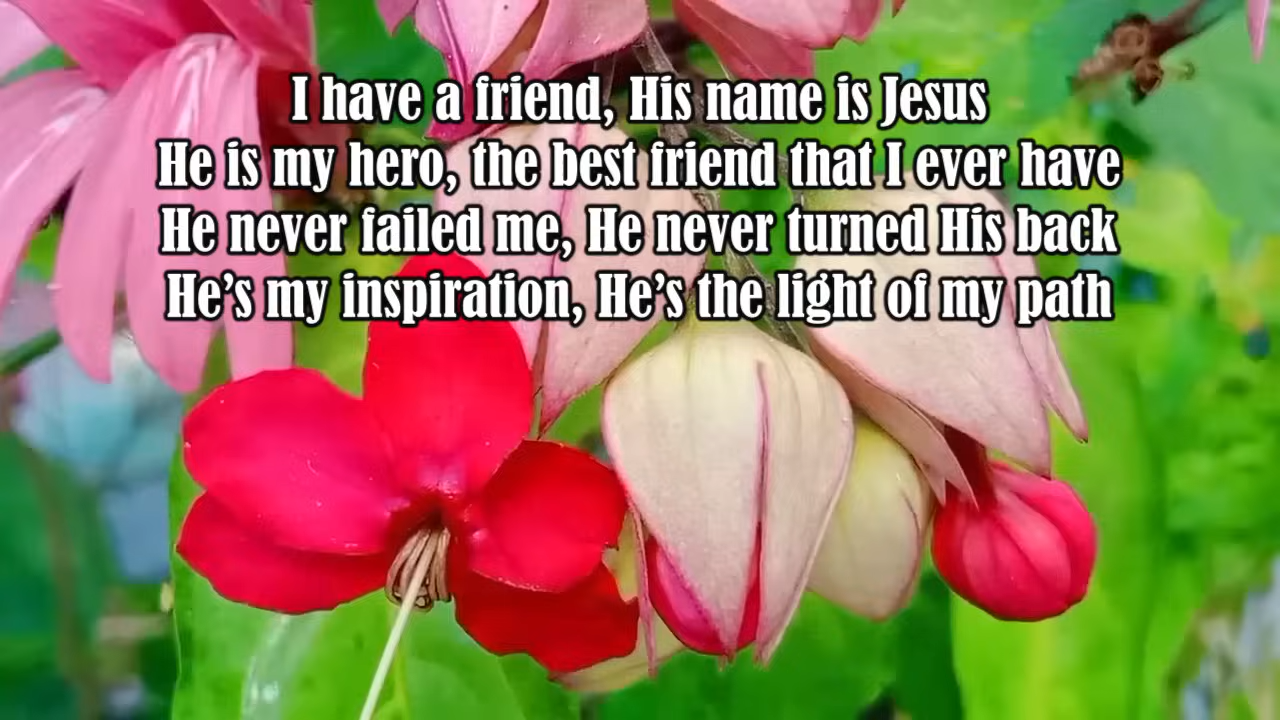 I have a friend, His name is Jesus
He is my hero, the best friend that I ever have
He never failed me, He never turned His back
He’s my inspiration, He’s the light of my path